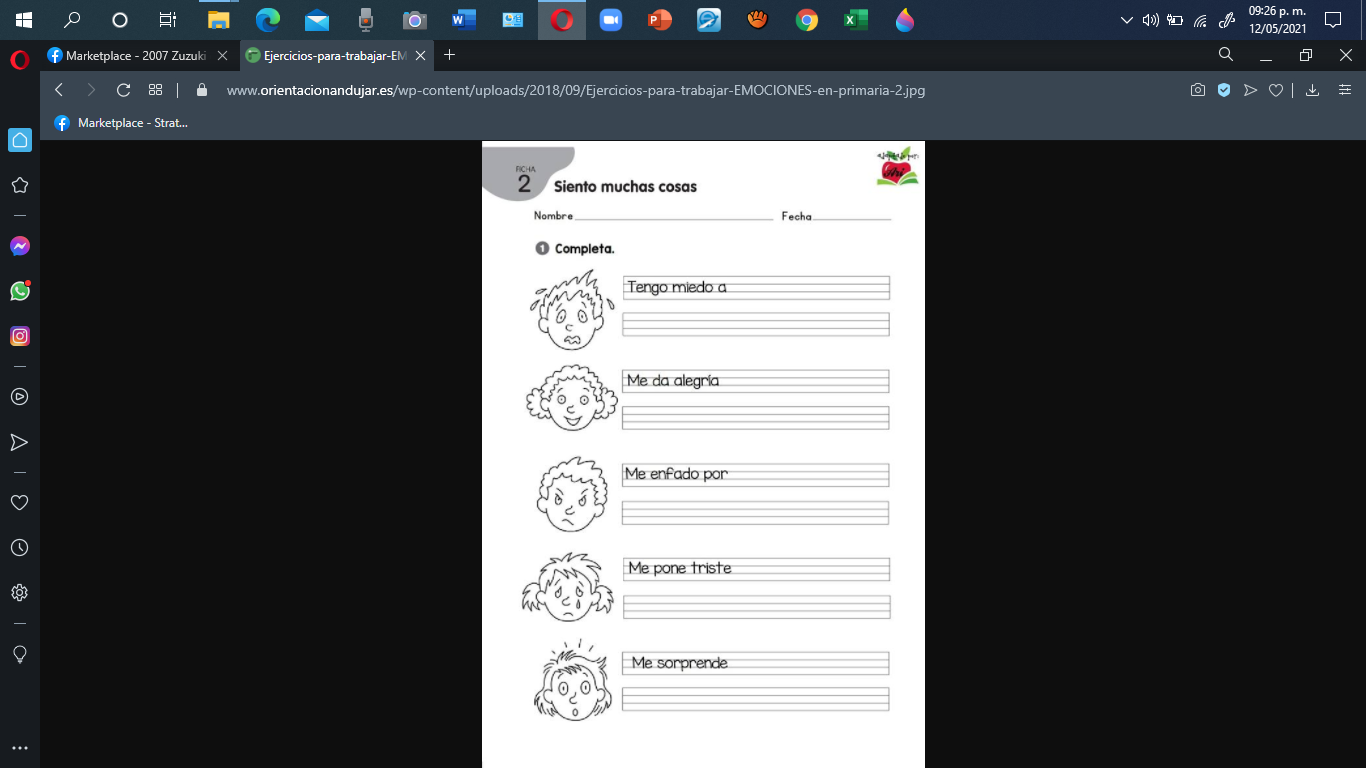 09:26 p. m.
12/05/2021
Marketplace - 2007 Zuzuki
Ejercicios-para-trabajar-EM
www.orientacionandujar.es/wp-content/uploads/2018/09/Ejercicios-para-trabajar-EMOCIONES-en-primaria-2.jpg
Marketplace - Strat...
FICHA
2
Siento muchas cosas
Nombre
Fecha
1 Completa.
Tengo miedo a
Me da alegría
Me enfado por
Me pone triste
Me sorprende